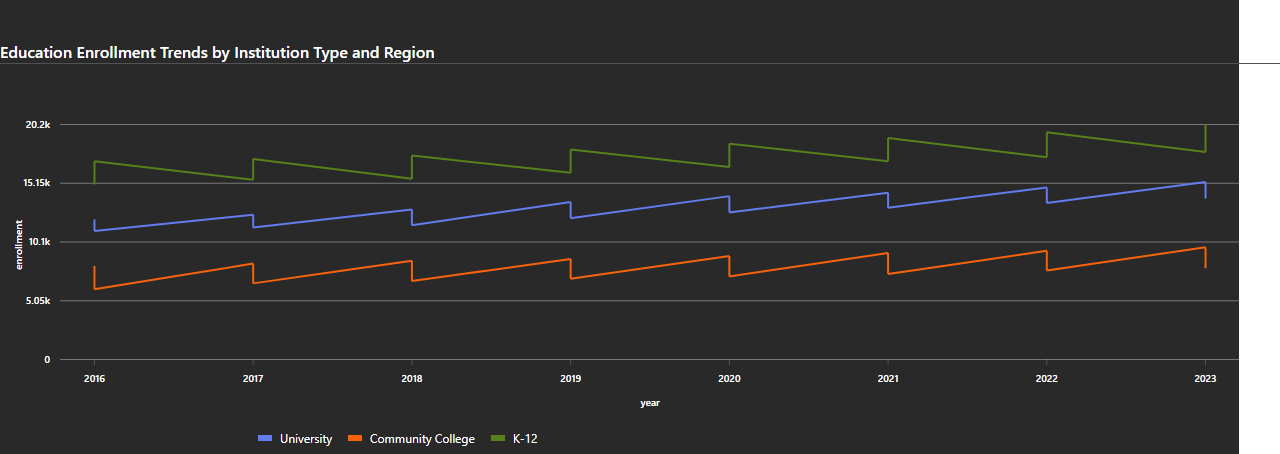 Education Enrollment Trends by Institution Type and Region
20.2k
15.15k
10.1k
5.05k
0
enrollment
2016 2017 2018 2019 2020 2021 2022 2023
year
University Community College K-12